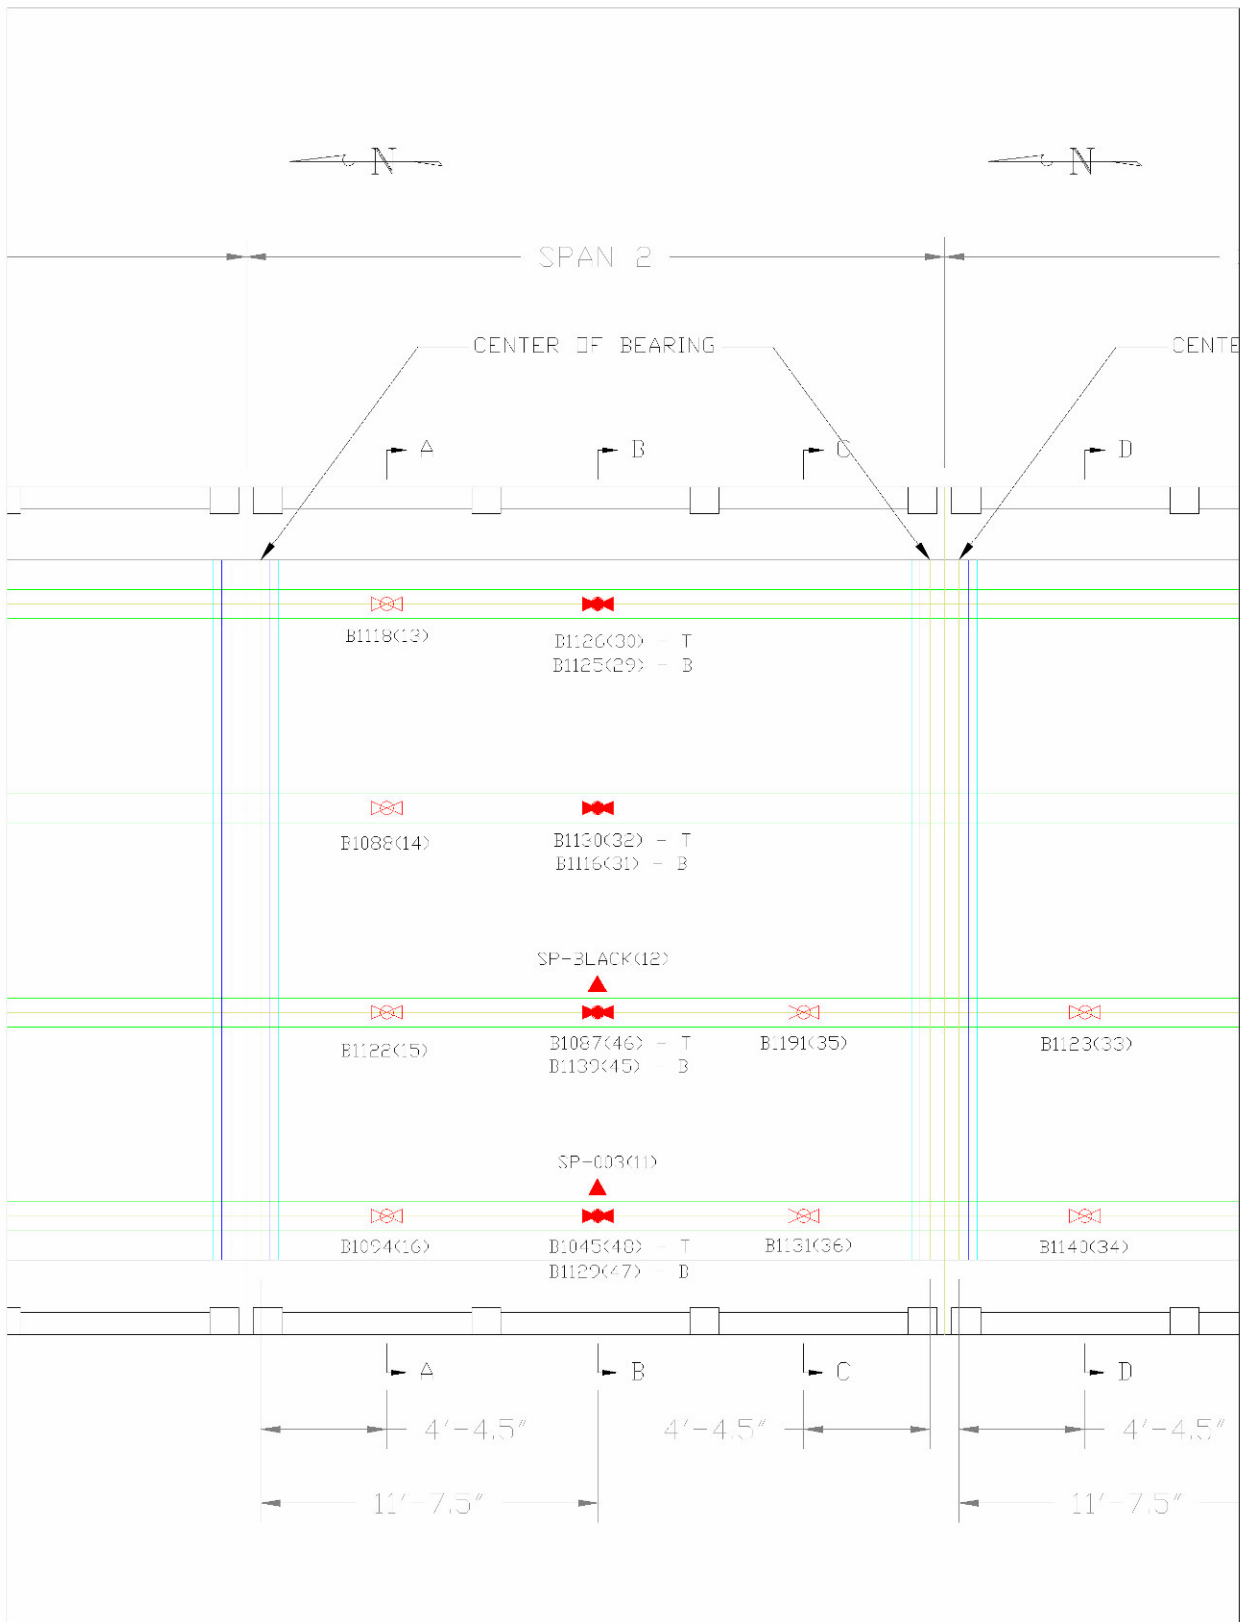 N N
SPAN 2
CENTER OF BEARING CENTE
A B C D
B1118(13) B1126(30) - T
B1125(29) - B
B1088(14) B1130(32) - T
B1116(31) - B
SP-BLACK(12)
B1122(15) B1087(46) - T B1191(35) B1123(33)
B1139(45) - B
SP-003(11)
B1094(16) B1045(48) - T B1131(36) B1140(34)
B1129(47) - B
A B C D
4'-4.5" 4'-4.5" 4'-4.5"
11'-7.5" 11'-7.5"